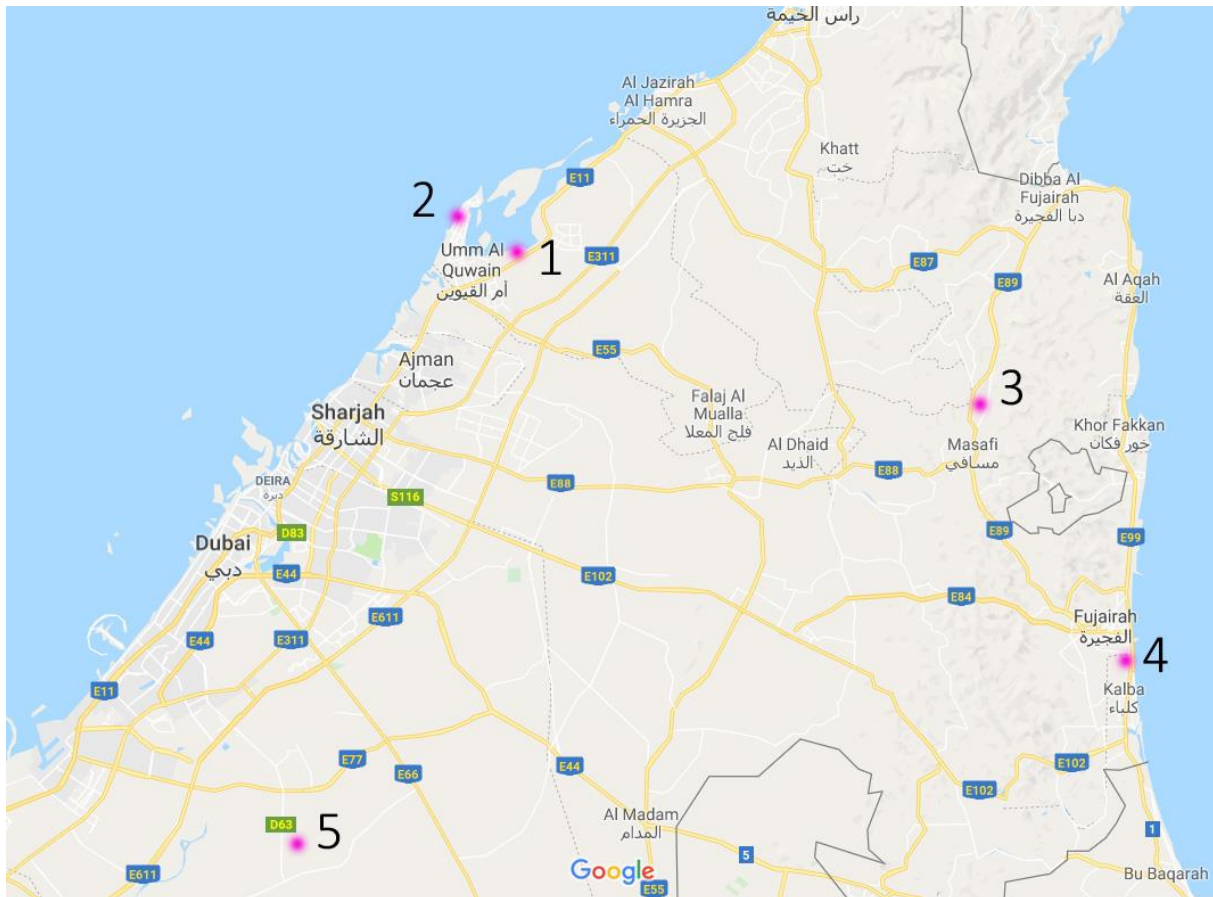 رأس الخيمة
Al Jazirah
Al Hamra
الجزيرة الحمراء
Khatt
خت
E11
2
Dibba Al
Fujairah
دبا الفجيرة
Umm Al
Quwain
أم القيوين
1
E311
E87
E89
Al Aqah
العقة
E55
Ajman
عجمان
3
Falaj Al
Mualla
فلج المعلا
Sharjah
الشارقة
Khor Fakkan
خور فكان
Al Dhaid
الذيد
Masafi
مسافي
E88
E88
DEIRA
ديرة
S116
D83
E89
E99
Dubai
دبي
E44
E102
E84
E611
Fujairah
الفجيرة
E44
E311
4
Kalba
كلباء
E11
E77
E44
E66
E102
E102
Al Madam
المدام
D63
5
1
5
Google
E611
E55
Bu Baqarah